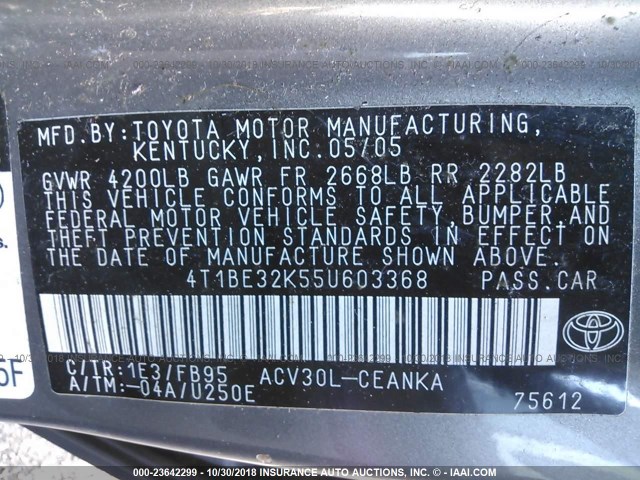 MFD.BY:TOYOTA MOTOR MANUFACTURING,
KENTUCKY,INC.05/05
GVWR 4200LB GAWR FR 2668LB RR 2282LB
THIS VEHICLE CONFORMS TO ALL APPLICABLE
FEDERAL MOTOR VEHICLE SAFETY,BUMPER,AND
THEFT PREVENTION STANDARDS IN EFFECT ON
THE DATE OF MANUFACTURE SHOWN ABOVE.
4T1BE32K55U603368 PASS.CAR
C/TR:1E3/FB95 ACV30L-CEANKA
A/TM:-04A/U250E
75612
TOYOTA
s.
5F
000-23642299 - 10/30/2018 INSURANCE AUTO AUCTIONS - IAAI.COM